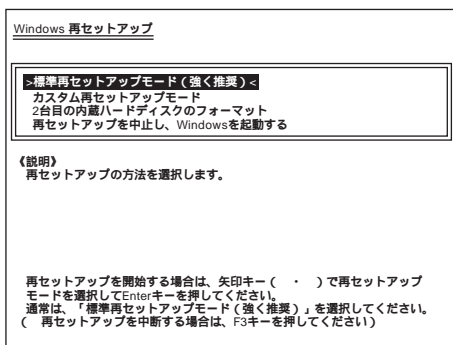 Windows 再セットアップ
>標準再セットアップモード(強く推奨)<
カスタム再セットアップモード
2台目の内蔵ハードディスクのフォーマット
再セットアップを中止し、Windowsを起動する
《説明》
再セットアップの方法を選択します。
再セットアップを開始する場合は、矢印キー( ・ )で再セットアップ
モードを選択してEnterキーを押してください。
通常は、「標準再セットアップモード(強く推奨)」を選択してください。
( 再セットアップを中断する場合は、F3キーを押してください)